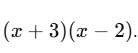 (x + 3)(x − 2).